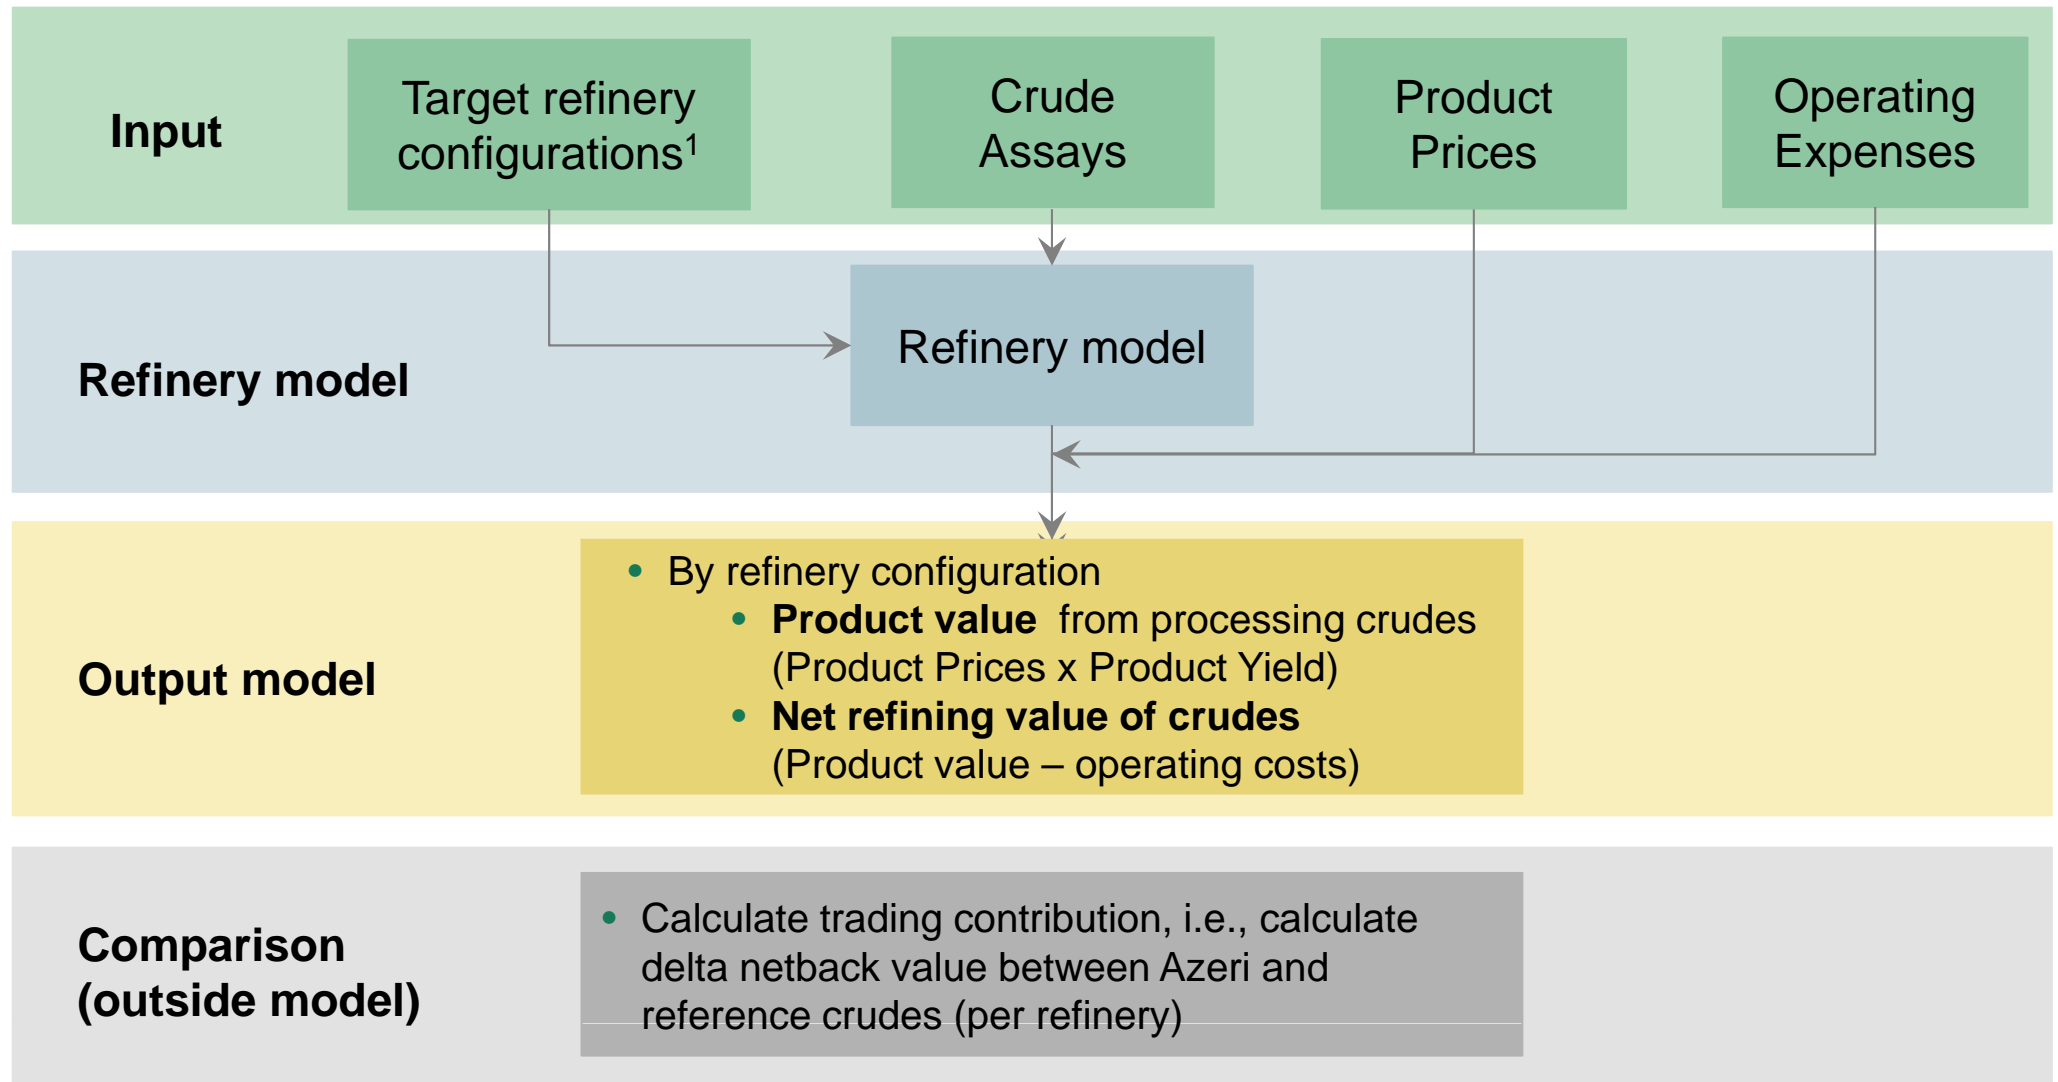 Input
Target refinery
configurations¹
Crude
Assays
Product
Prices
Operating
Expenses
Refinery model
Refinery model
Output model
• By refinery configuration
• Product value from processing crudes
(Product Prices x Product Yield)
• Net refining value of crudes
(Product value – operating costs)
Comparison
(outside model)
• Calculate trading contribution, i.e., calculate
delta netback value between Azeri and
reference crudes (per refinery)